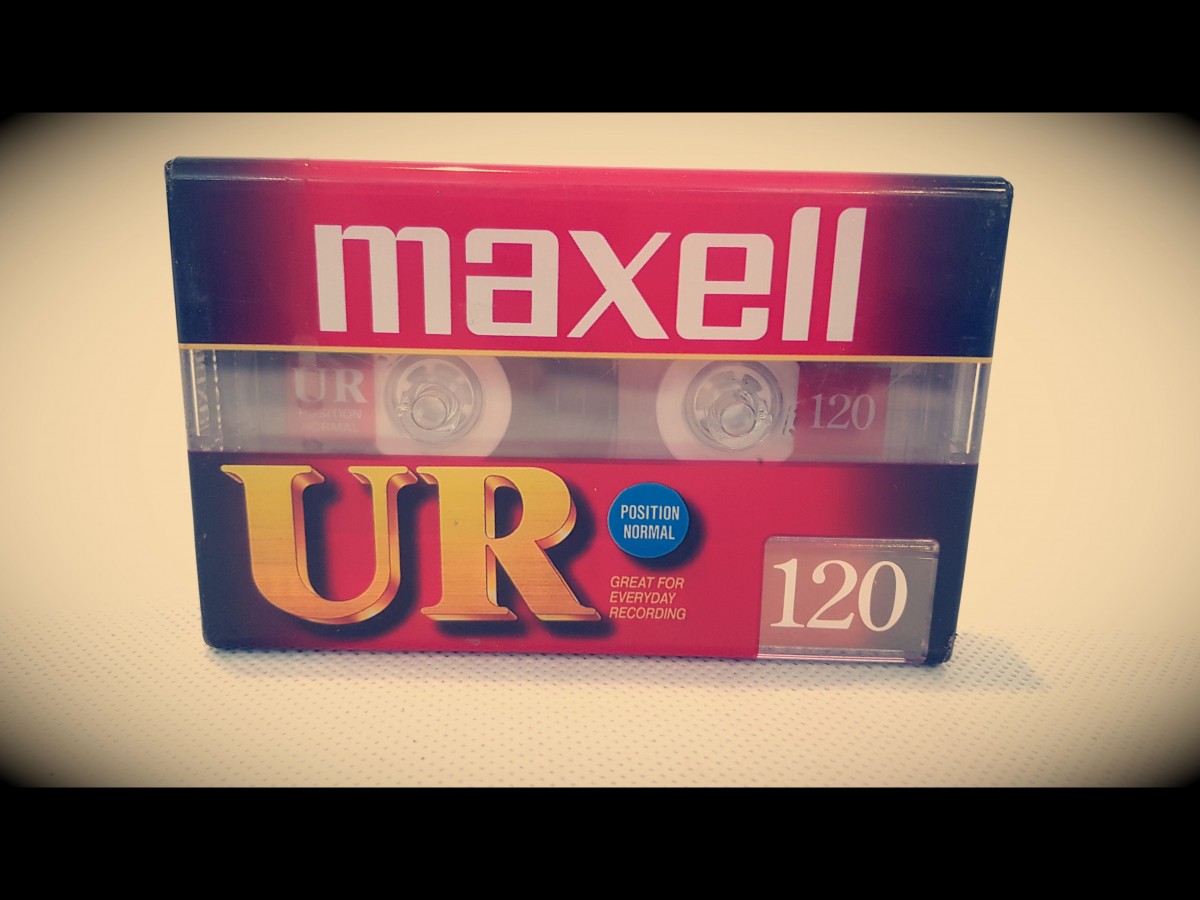 maxell
UR
POSITION
NORMAL
120
UR
POSITION
NORMAL
GREAT FOR
EVERYDAY
RECORDING
120